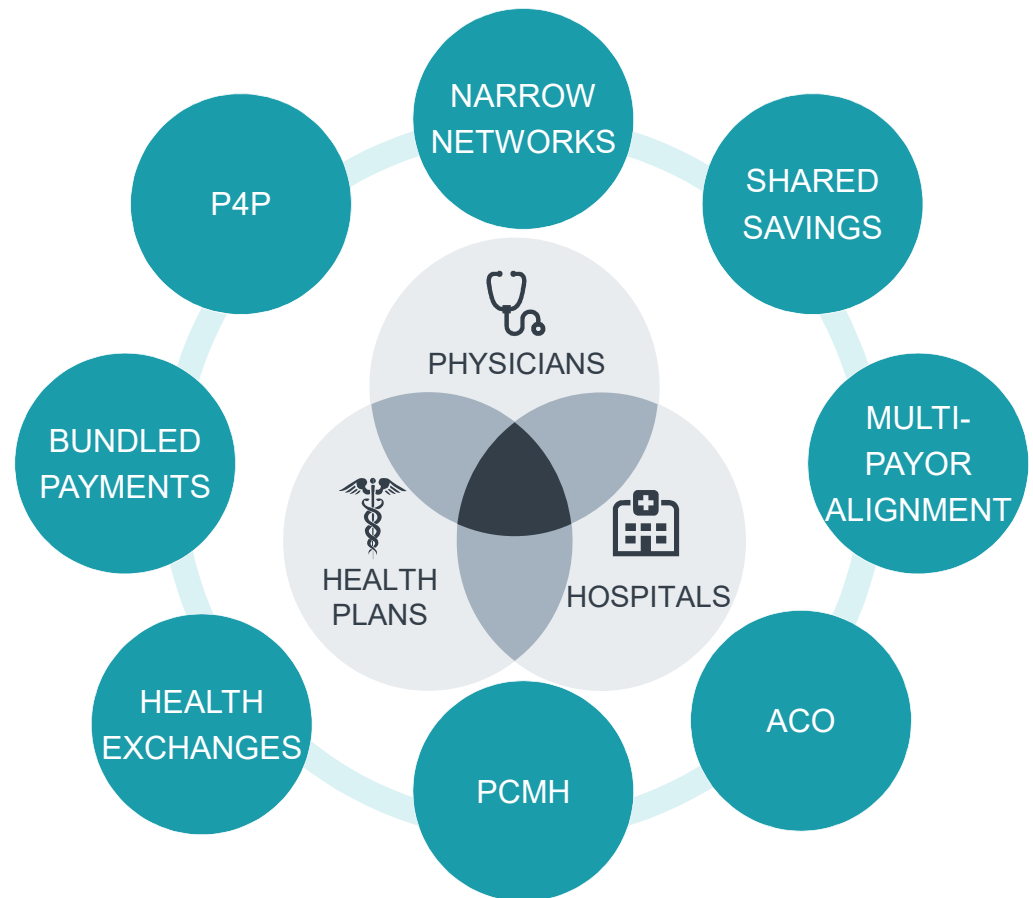 NARROW
NETWORKS
SHARED
SAVINGS
MULTI-
PAYOR
ALIGNMENT
ACO
PCMH
HEALTH
EXCHANGES
BUNDLED
PAYMENTS
P4P
PHYSICIANS
HEALTH
PLANS
HOSPITALS